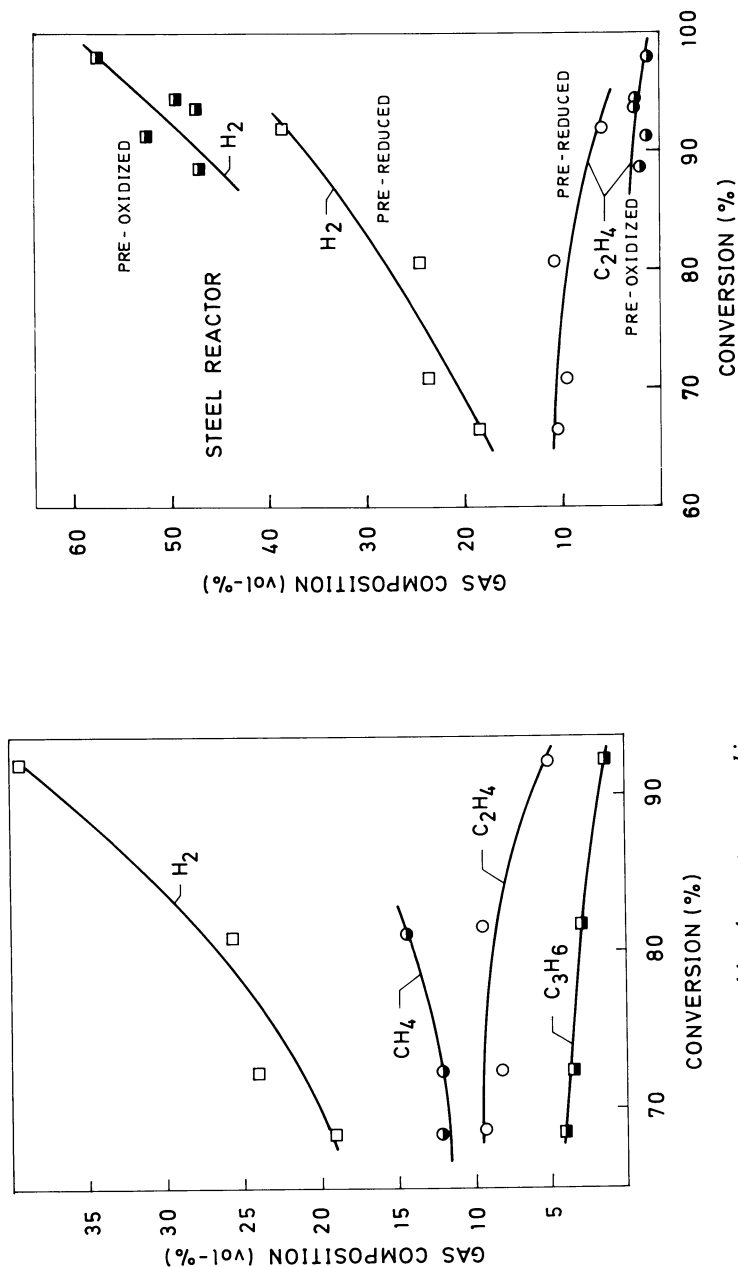 60
50
40
30
20
10
GAS COMPOSITION (vol-%)
60
70
80
90
100
CONVERSION (%)
STEEL REACTOR
PRE-OXIDIZED
H2
H2
PRE-REDUCED
PRE-REDUCED
C2H4
PRE-OXIDIZED
35
30
25
20
15
10
5
GAS COMPOSITION (vol-%)
70
80
90
CONVERSION (%)
H2
CH4
C2H4
C3H6